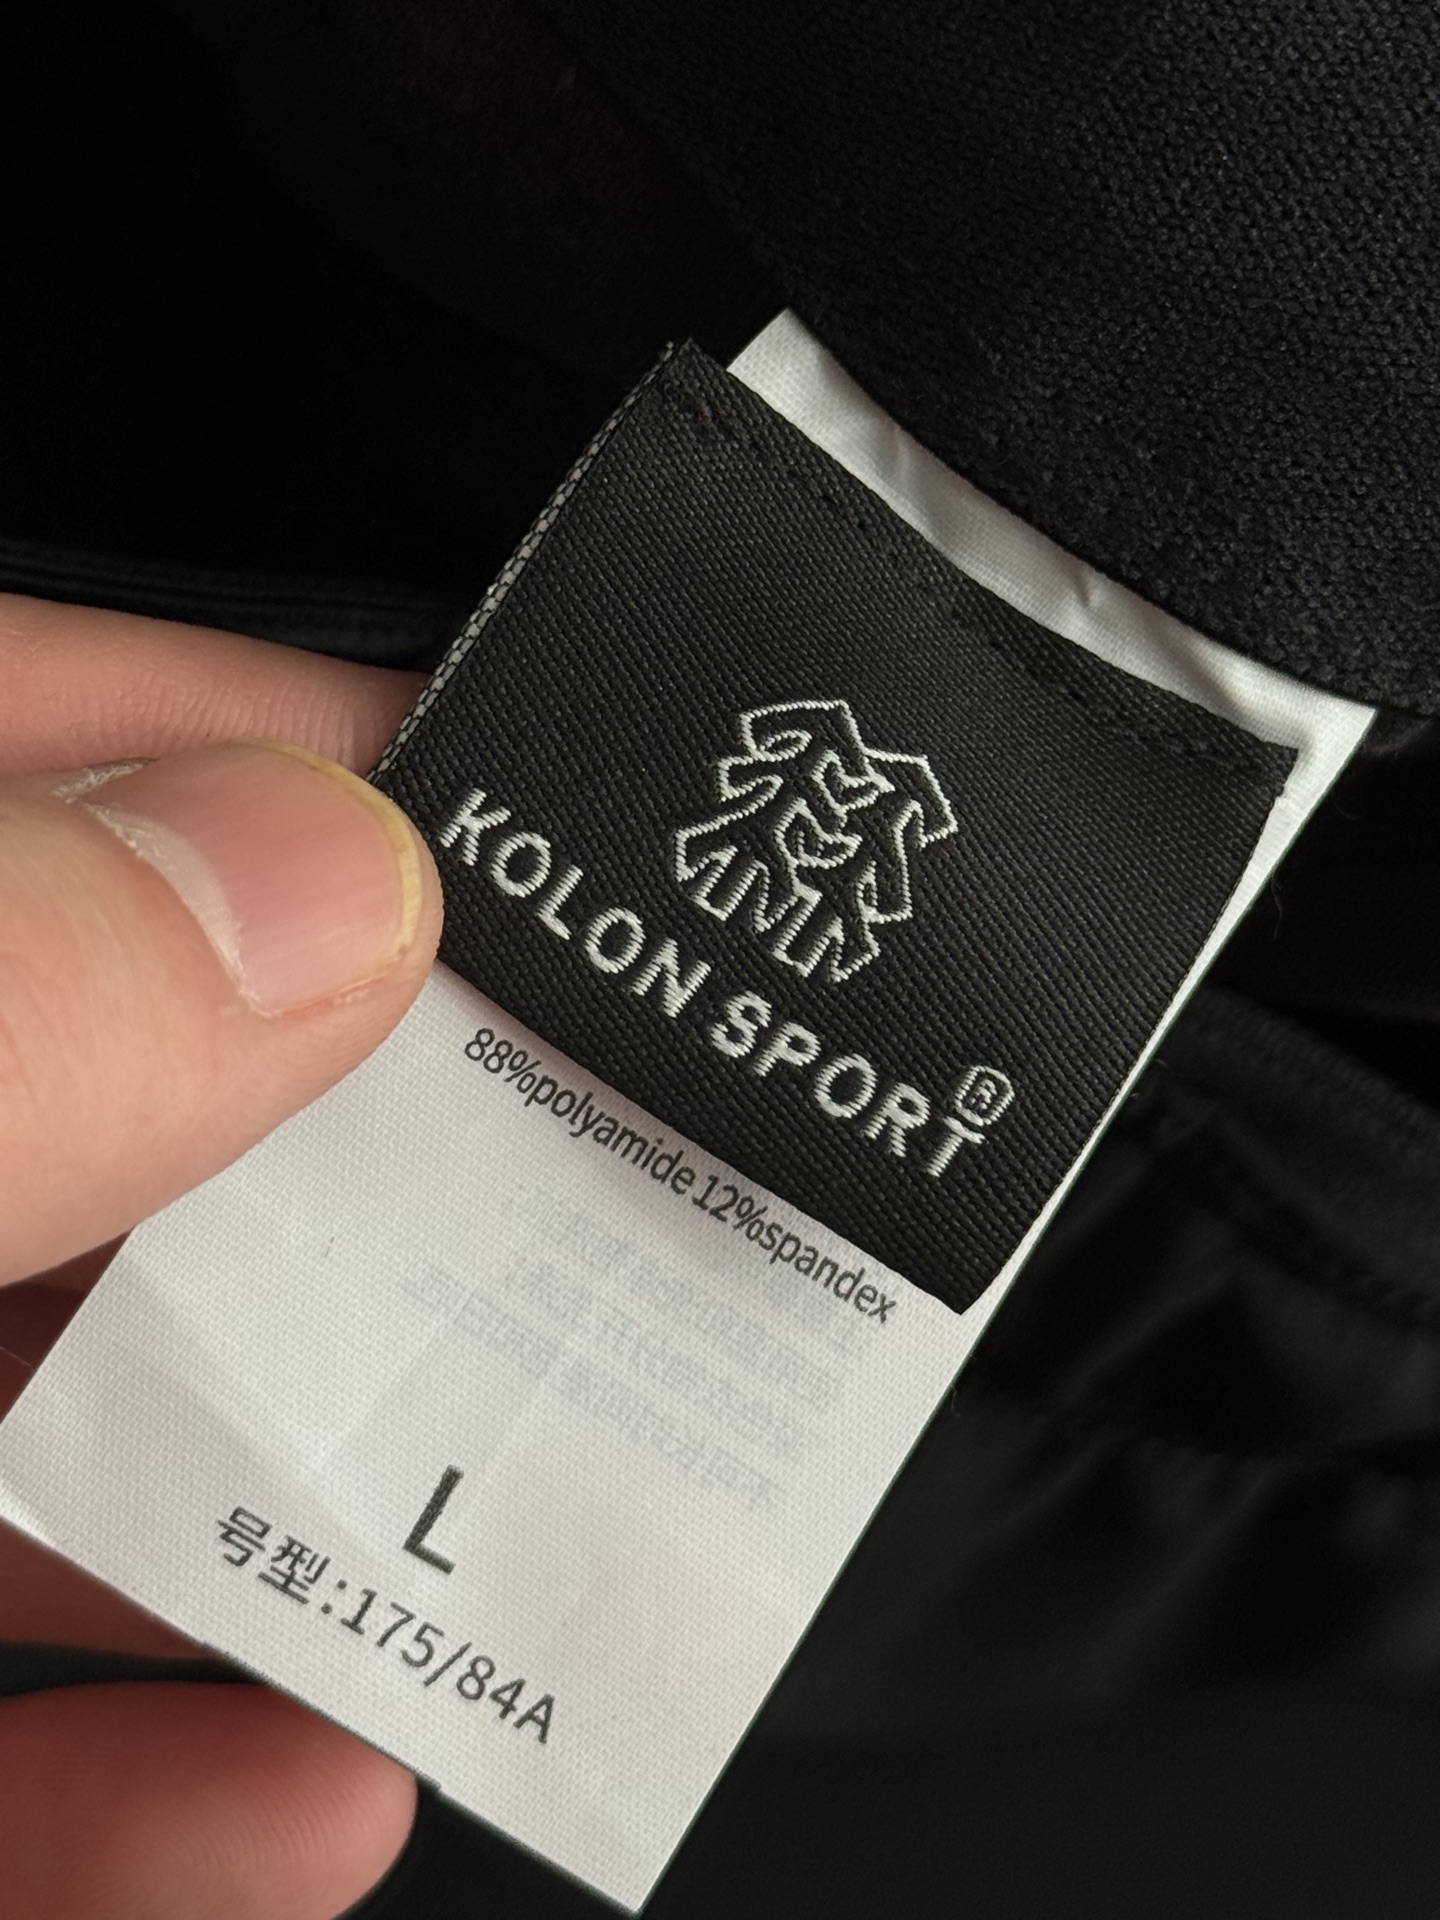 KOLON SPORT®
88%polyamide 12%spandex
L
号型:175/84A